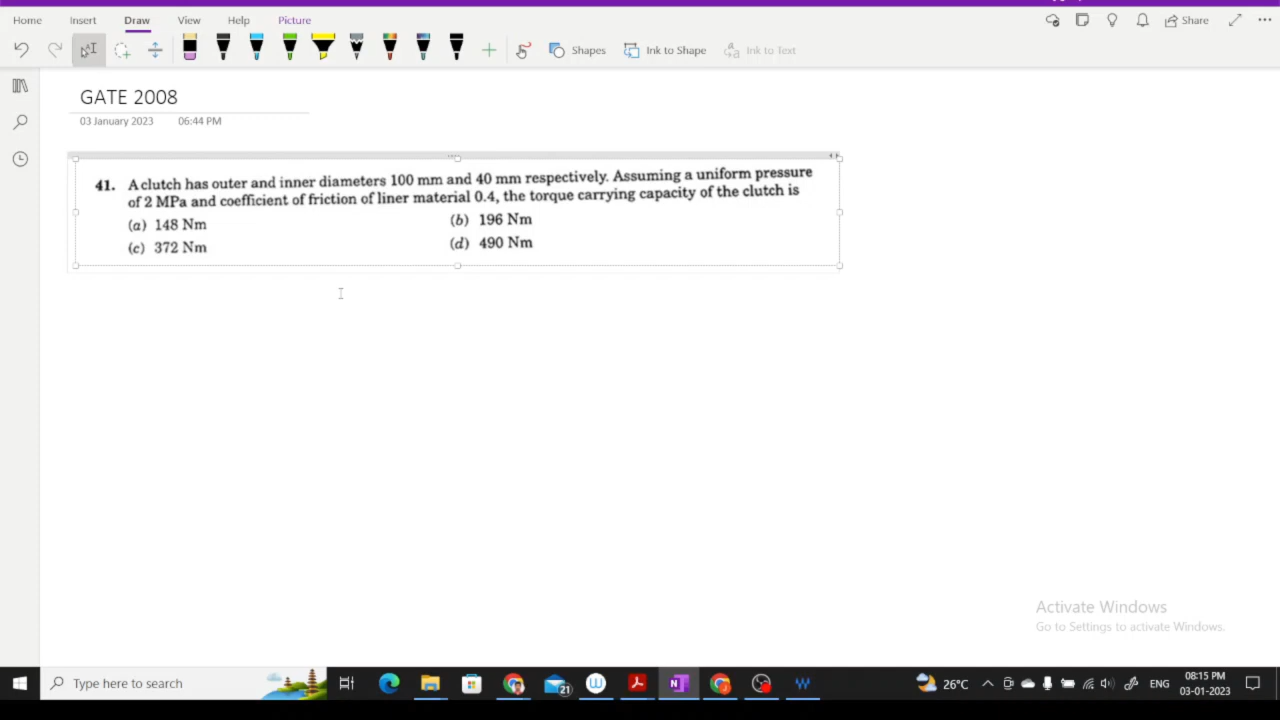 Home Insert Draw View Help Picture
Share
Shapes Ink to Shape Ink to Text
GATE 2008
03 January 2023 06:44 PM
41. A clutch has outer and inner diameters 100 mm and 40 mm respectively. Assuming a uniform pressure
of 2 MPa and coefficient of friction of liner material 0.4, the torque carrying capacity of the clutch is
(a) 148 Nm (b) 196 Nm
(c) 372 Nm (d) 490 Nm
Activate Windows
Go to Settings to activate Windows.
Type here to search
21
26°C
ENG
08:15 PM
03-01-2023